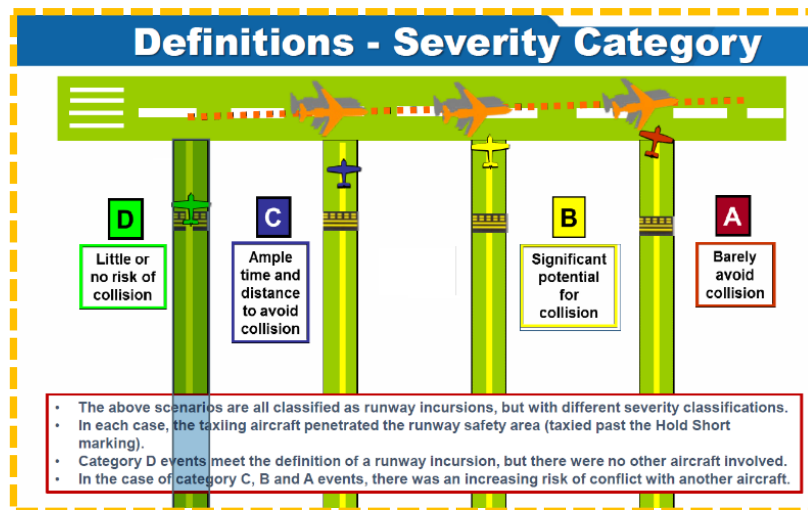 Definitions - Severity Category
D
Little or
no risk of
collision
C
Ample
time and
distance
to avoid
collision
B
Significant
potential
for
collision
A
Barely
avoid
collision
• The above scenarios are all classified as runway incursions, but with different severity classifications.
• In each case, the taxiing aircraft penetrated the runway safety area (taxied past the Hold Short
marking).
• Category D events meet the definition of a runway incursion, but there were no other aircraft involved.
• In the case of category C, B and A events, there was an increasing risk of conflict with another aircraft.